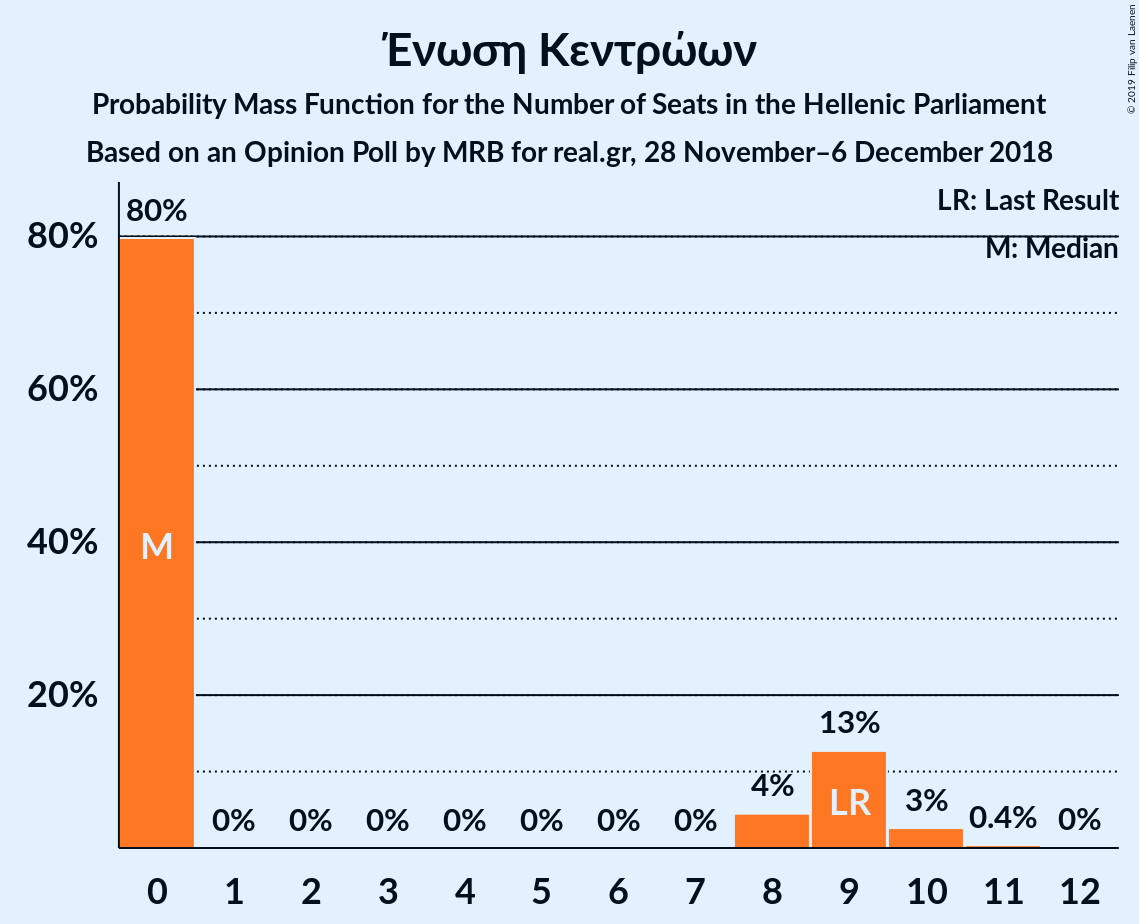 Ένωση Κεντρώων
Probability Mass Function for the Number of Seats in the Hellenic Parliament
Based on an Opinion Poll by MRB for real.gr, 28 November–6 December 2018
© 2019 Filip van Laenen
LR: Last Result
M: Median
80%
60%
40%
20%
80%
0%
0%
0%
0%
0%
0%
0%
4%
13%
3%
0.4%
0%
M
LR
0 1 2 3 4 5 6 7 8 9 10 11 12